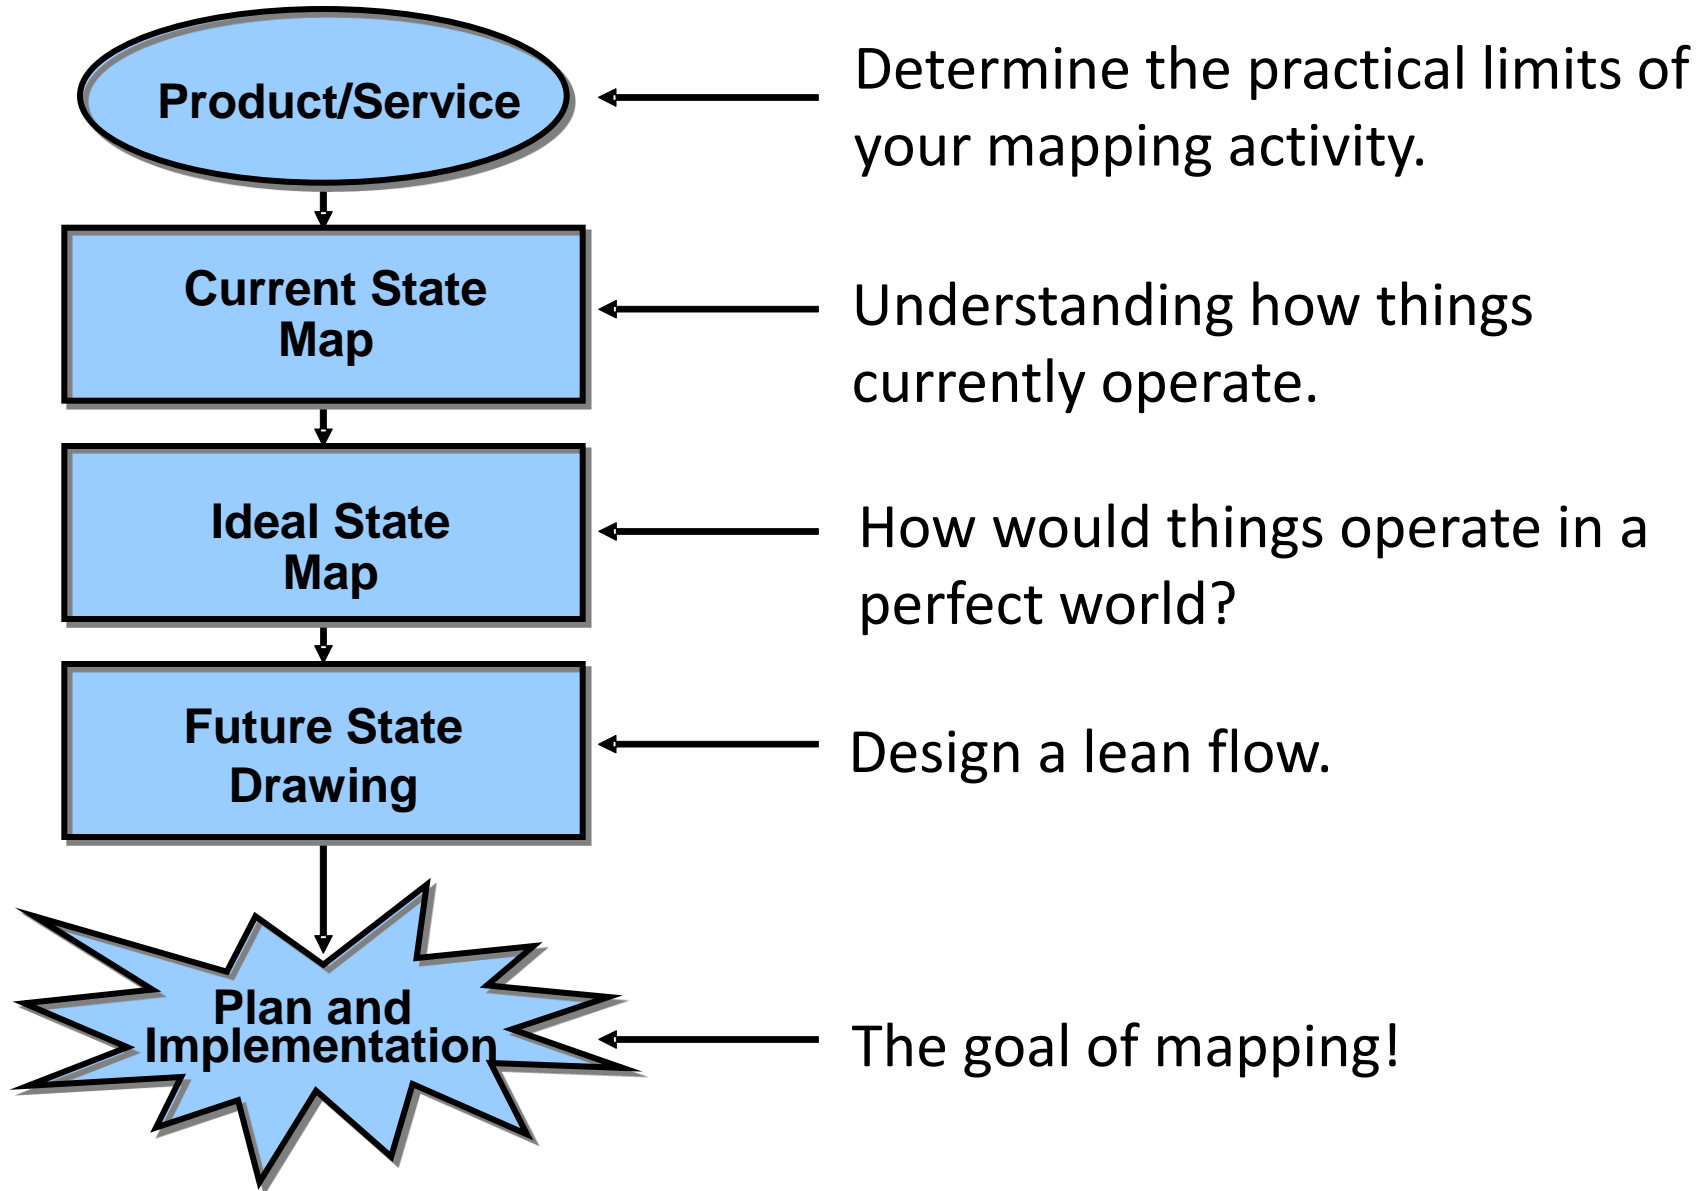 Product/Service
Determine the practical limits of
your mapping activity.
Current State
Map
Understanding how things
currently operate.
Ideal State
Map
How would things operate in a
perfect world?
Future State
Drawing
Design a lean flow.
Plan and
Implementation
The goal of mapping!